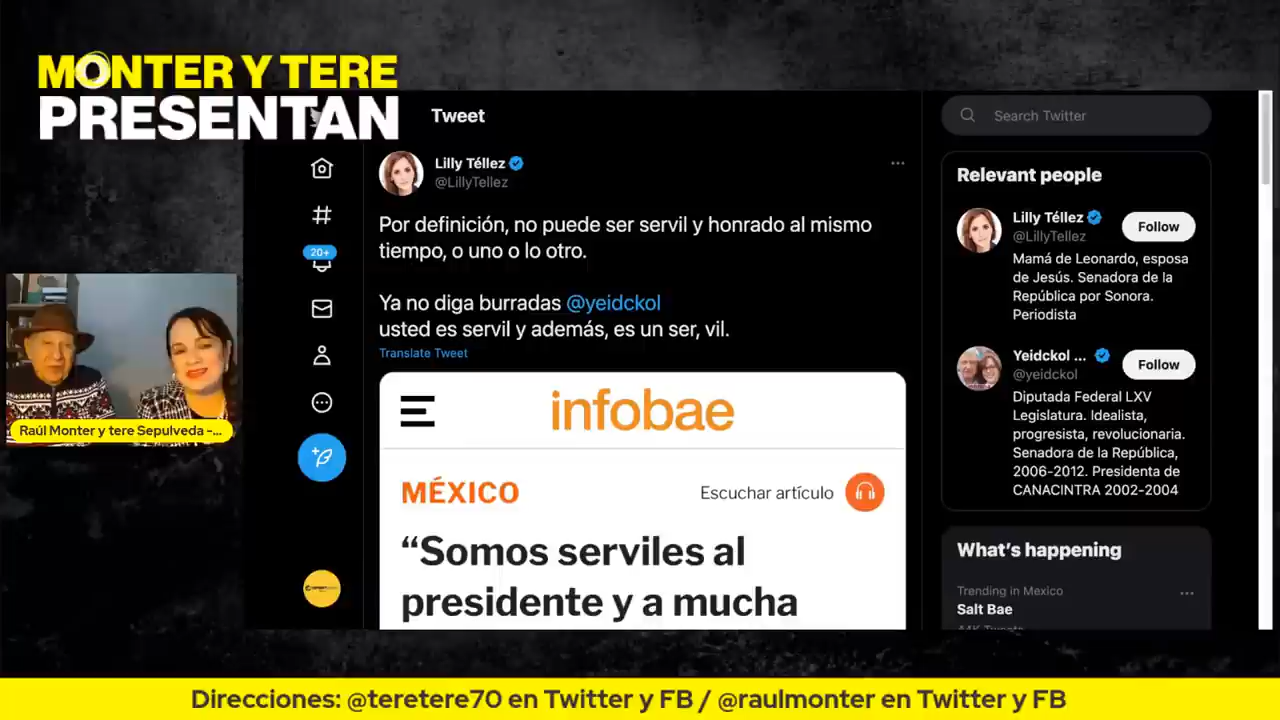 MONTER Y TERE
PRESENTAN
Tweet
Lilly Téllez
@LillyTellez
Por definición, no puede ser servil y honrado al mismo
tiempo, o uno o lo otro.
Ya no diga burradas @yeidckol
usted es servil y además, es un ser, vil.
Translate Tweet
infobae
MÉXICO
Escuchar artículo
“Somos serviles al
presidente y a mucha
20+
Search Twitter
Relevant people
Lilly Téllez
@LillyTellez
Follow
Mamá de Leonardo, esposa
de Jesús. Senadora de la
República por Sonora.
Periodista
Yeidckol ...
@yeidckol
Follow
Diputada Federal LXV
Legislatura. Idealista,
progresista, revolucionaria.
Senadora de la República,
2006-2012. Presidenta de
CANACINTRA 2002-2004
What’s happening
Trending in Mexico
Salt Bae
Raúl Monter y tere Sepulveda -...
Direcciones: @teretere70 en Twitter y FB / @raulmonter en Twitter y FB